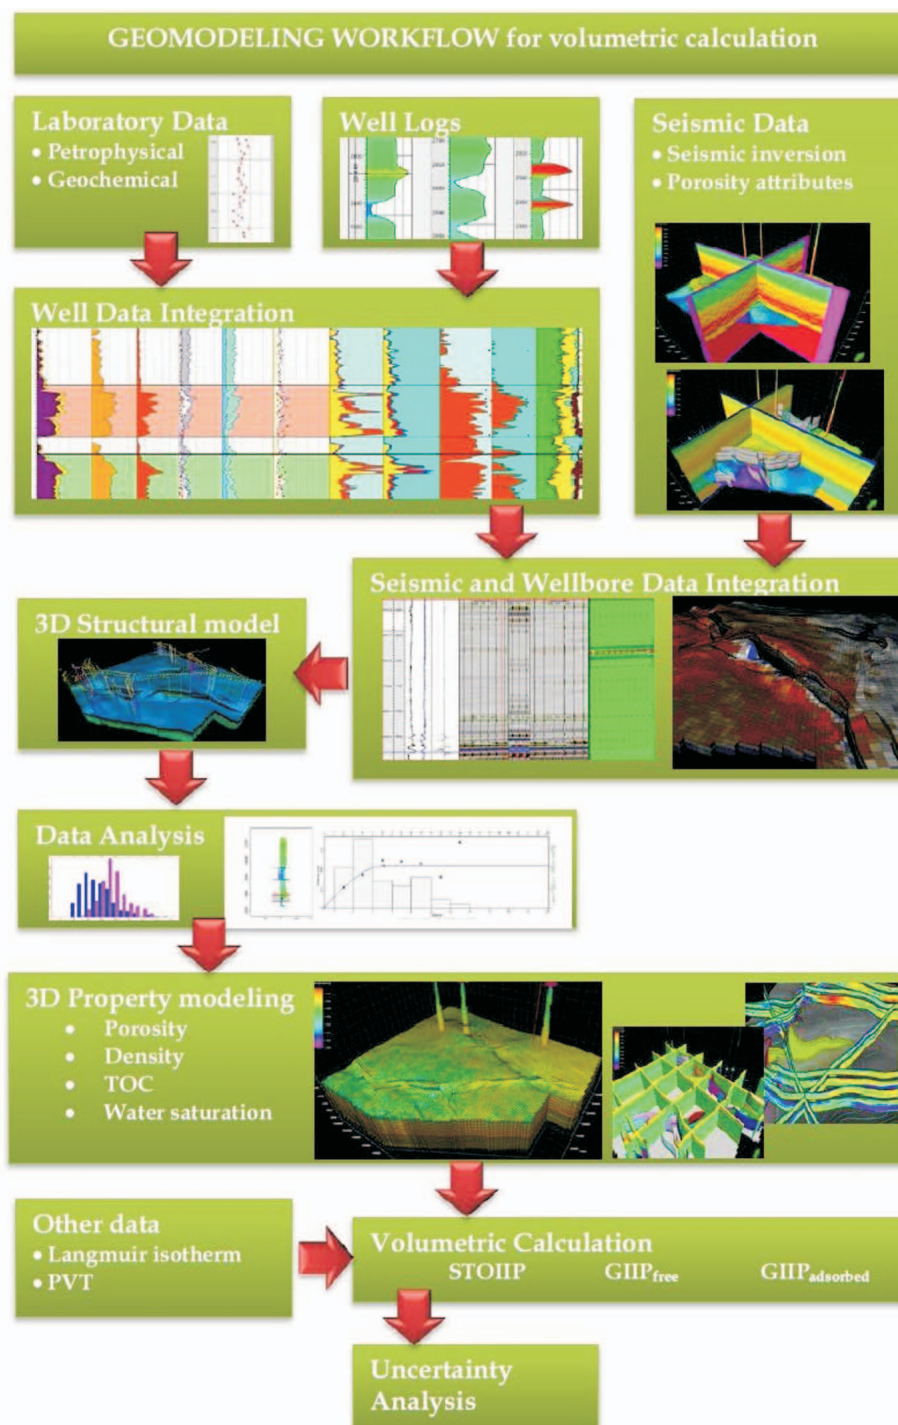 GEOMODELING WORKFLOW for volumetric calculation
Laboratory Data
• Petrophysical
• Geochemical
Well Logs
Seismic Data
• Seismic inversion
• Porosity attributes
Well Data Integration
Seismic and Wellbore Data Integration
3D Structural model
Data Analysis
3D Property modeling
• Porosity
• Density
• TOC
• Water saturation
Other data
• Langmuir isotherm
• PVT
Volumetric Calculation
STOIIP GIIPfree GIIPadsorbed
Uncertainty
Analysis